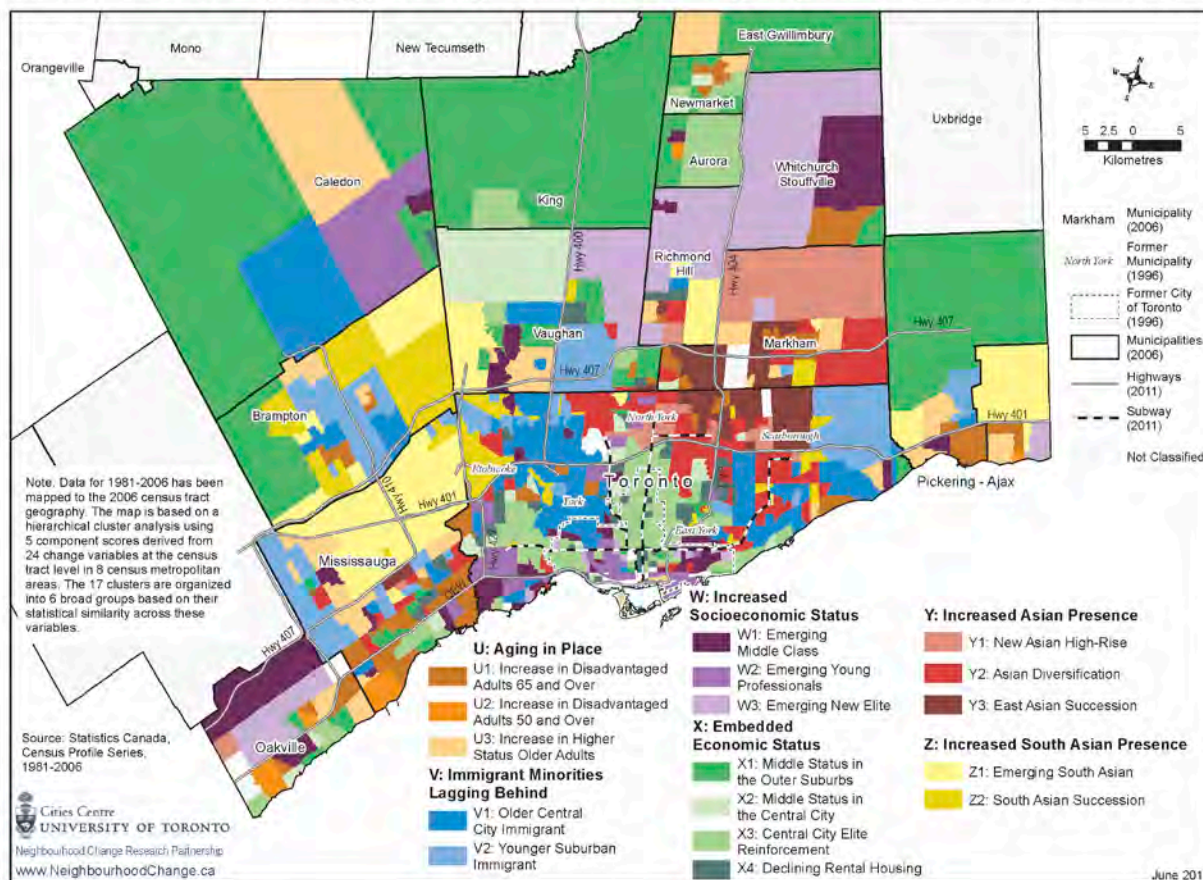 Mono
New Tecumseth
East Gwillimbury
Orangeville
Newmarket
Uxbridge
N
W
E
S
5 2.5 0 5
Kilometres
Aurora
Whitchurch
Stouffville
Caledon
King
Hwy 400
Richmond
Hill
Hwy 404
Markham
Municipality
(2006)
North York
Former
Municipality
(1996)
Former City
of Toronto
(1996)
Municipalities
(2006)
Highways
(2011)
Subway
(2011)
Not Classified
Vaughan
Markham
Hwy 407
Hwy 407
Brampton
North York
Scarborough
Hwy 401
Etobicoke
Toronto
Pickering - Ajax
York
East York
Hwy 410
Hwy 401
Hwy 427
Mississauga
QEW
Hwy 407
Oakville
Note. Data for 1981-2006 has been
mapped to the 2006 census tract
geography. The map is based on a
hierarchical cluster analysis using
5 component scores derived from
24 change variables at the census
tract level in 8 census metropolitan
areas. The 17 clusters are organized
into 6 broad groups based on their
statistical similarity across these
variables.
Source: Statistics Canada,
Census Profile Series,
1981-2006
Cities Centre
UNIVERSITY OF TORONTO
Neighbourhood Change Research Partnership
www.NeighbourhoodChange.ca
U: Aging in Place
U1: Increase in Disadvantaged
Adults 65 and Over
U2: Increase in Disadvantaged
Adults 50 and Over
U3: Increase in Higher
Status Older Adults
V: Immigrant Minorities
Lagging Behind
V1: Older Central
City Immigrant
V2: Younger Suburban
Immigrant
W: Increased
Socioeconomic Status
W1: Emerging
Middle Class
W2: Emerging Young
Professionals
W3: Emerging New Elite
X: Embedded
Economic Status
X1: Middle Status in
the Outer Suburbs
X2: Middle Status in
the Central City
X3: Central City Elite
Reinforcement
X4: Declining Rental Housing
Y: Increased Asian Presence
Y1: New Asian High-Rise
Y2: Asian Diversification
Y3: East Asian Succession
Z: Increased South Asian Presence
Z1: Emerging South Asian
Z2: South Asian Succession
June 201